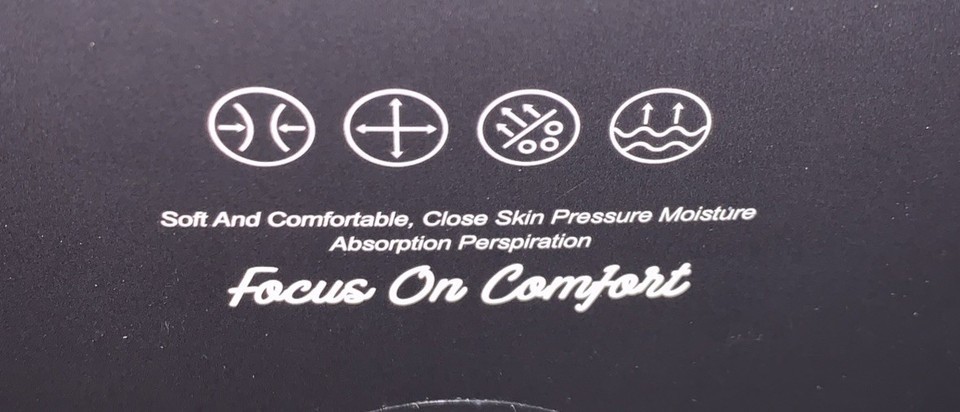 Soft And Comfortable, Close Skin Pressure Moisture
Absorption Perspiration
Focus On Comfort